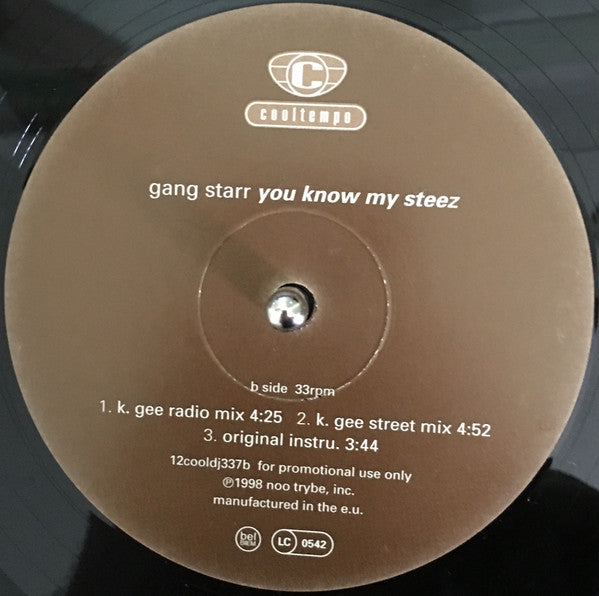 C
cooltempo
gang starr you know my steez
b side 33rpm
1. k. gee radio mix 4:25 2. k. gee street mix 4:52
3. original instru. 3:44
12cooldj337b for promotional use only
℗1998 noo trybe, inc.
manufactured in the e.u.
bel BIEM LC 0542